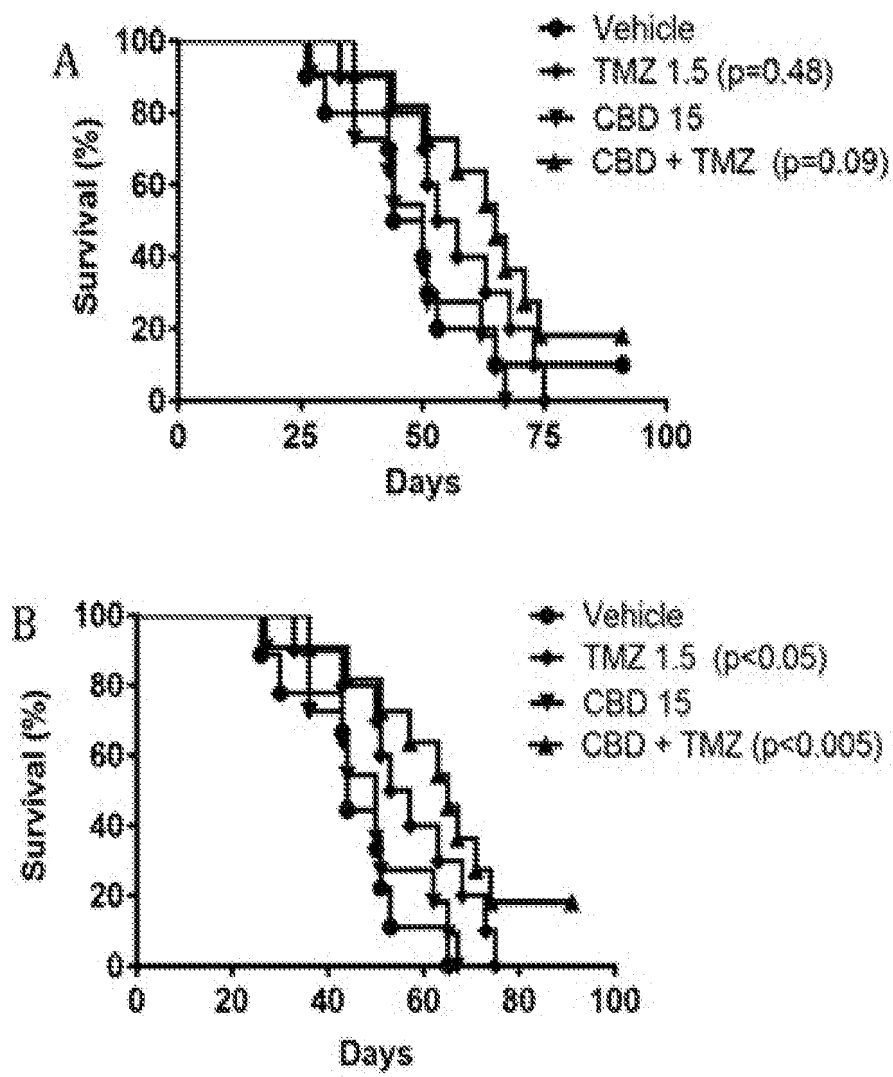 A
Survival (%)
100
80
60
40
20
0
0 25 50 75 100
Days
Vehicle
TMZ 1.5 (p=0.48)
CBD 15
CBD + TMZ (p=0.09)
B
Survival (%)
100
80
60
40
20
0
0 20 40 60 80 100
Days
Vehicle
TMZ 1.5 (p<0.05)
CBD 15
CBD + TMZ (p<0.005)